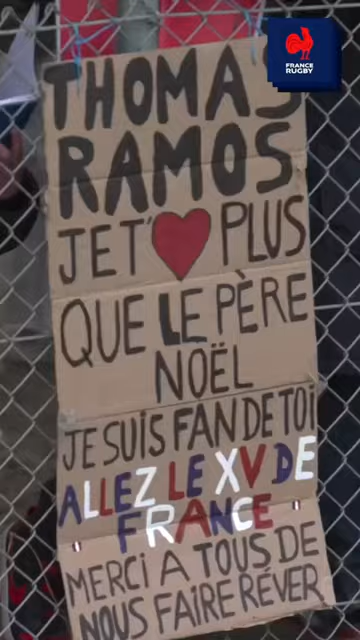 FRANCE
RUGBY
THOMAS
RAMOS
JE T'❤ PLUS
QUE LE PÈRE
NOËL
JE SUIS FAN DE TOI
ALLEZ LE XV DE
FRANCE
MERCI A TOUS DE
NOUS FAIRE RÉVER